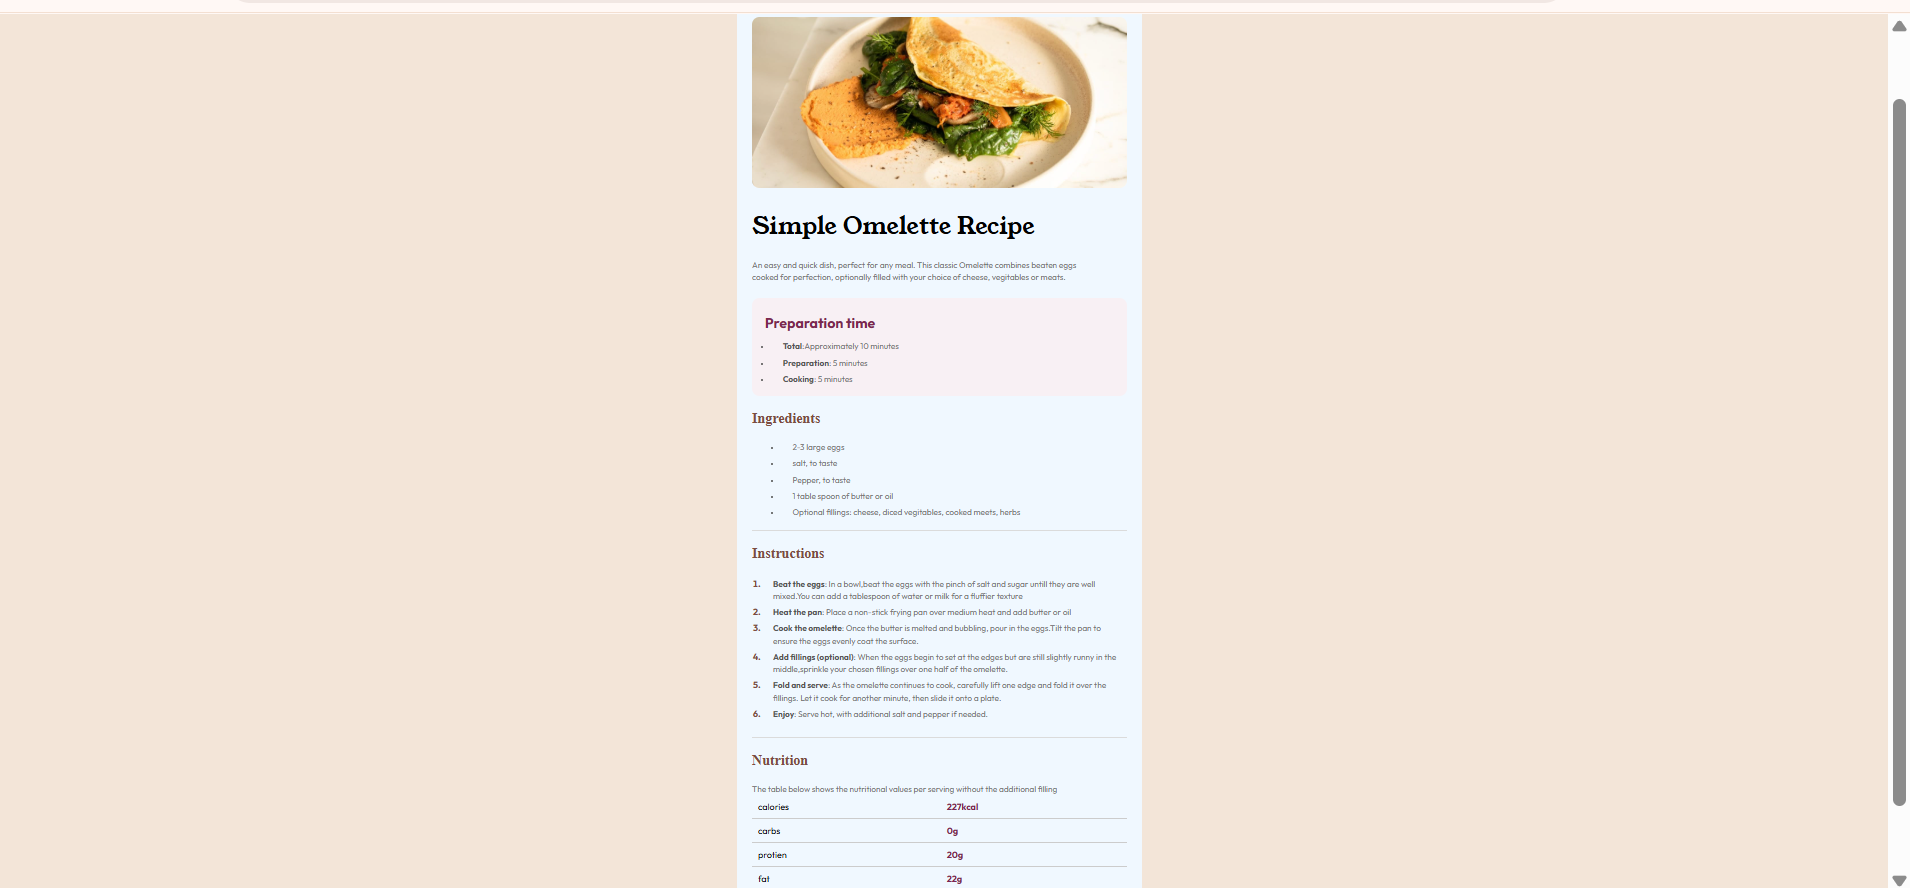 Simple Omelette Recipe
An easy and quick dish, perfect for any meal. This classic Omelette combines beaten eggs
cooked for perfection, optionally filled with your choice of cheese, vegitables or meats.
Preparation time
• Total:Approximately 10 minutes
• Preparation: 5 minutes
• Cooking: 5 minutes
Ingredients
• 2-3 large eggs
• salt, to taste
• Pepper, to taste
• 1 table spoon of butter or oil
• Optional fillings: cheese, diced vegitables, cooked meets, herbs
Instructions
1. Beat the eggs: In a bowl,beat the eggs with the pinch of salt and sugar untill they are well
mixed.You can add a tablespoon of water or milk for a fluffier texture
2. Heat the pan: Place a non-stick frying pan over medium heat and add butter or oil
3. Cook the omelette: Once the butter is melted and bubbling, pour in the eggs.Tilt the pan to
ensure the eggs evenly coat the surface.
4. Add fillings (optional): When the eggs begin to set at the edges but are still slightly runny in the
middle,sprinkle your chosen fillings over one half of the omelette.
5. Fold and serve: As the omelette continues to cook, carefully lift one edge and fold it over the
fillings. Let it cook for another minute, then slide it onto a plate.
6. Enjoy: Serve hot, with additional salt and pepper if needed.
Nutrition
The table below shows the nutritional values per serving without the additional filling
calories 227kcal
carbs 0g
protien 20g
fat 22g